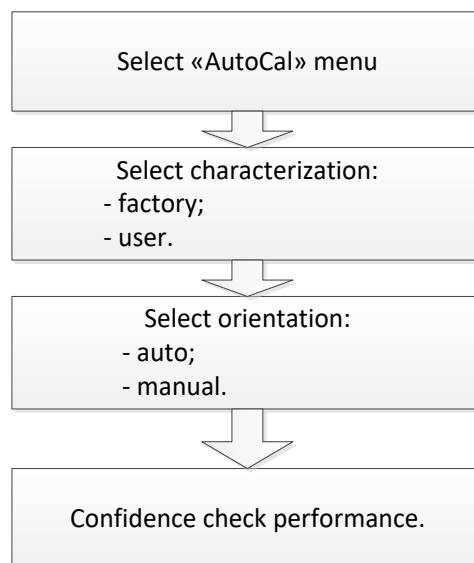 Select «AutoCal» menu
Select characterization:
- factory;
- user.
Select orientation:
- auto;
- manual.
Confidence check performance.